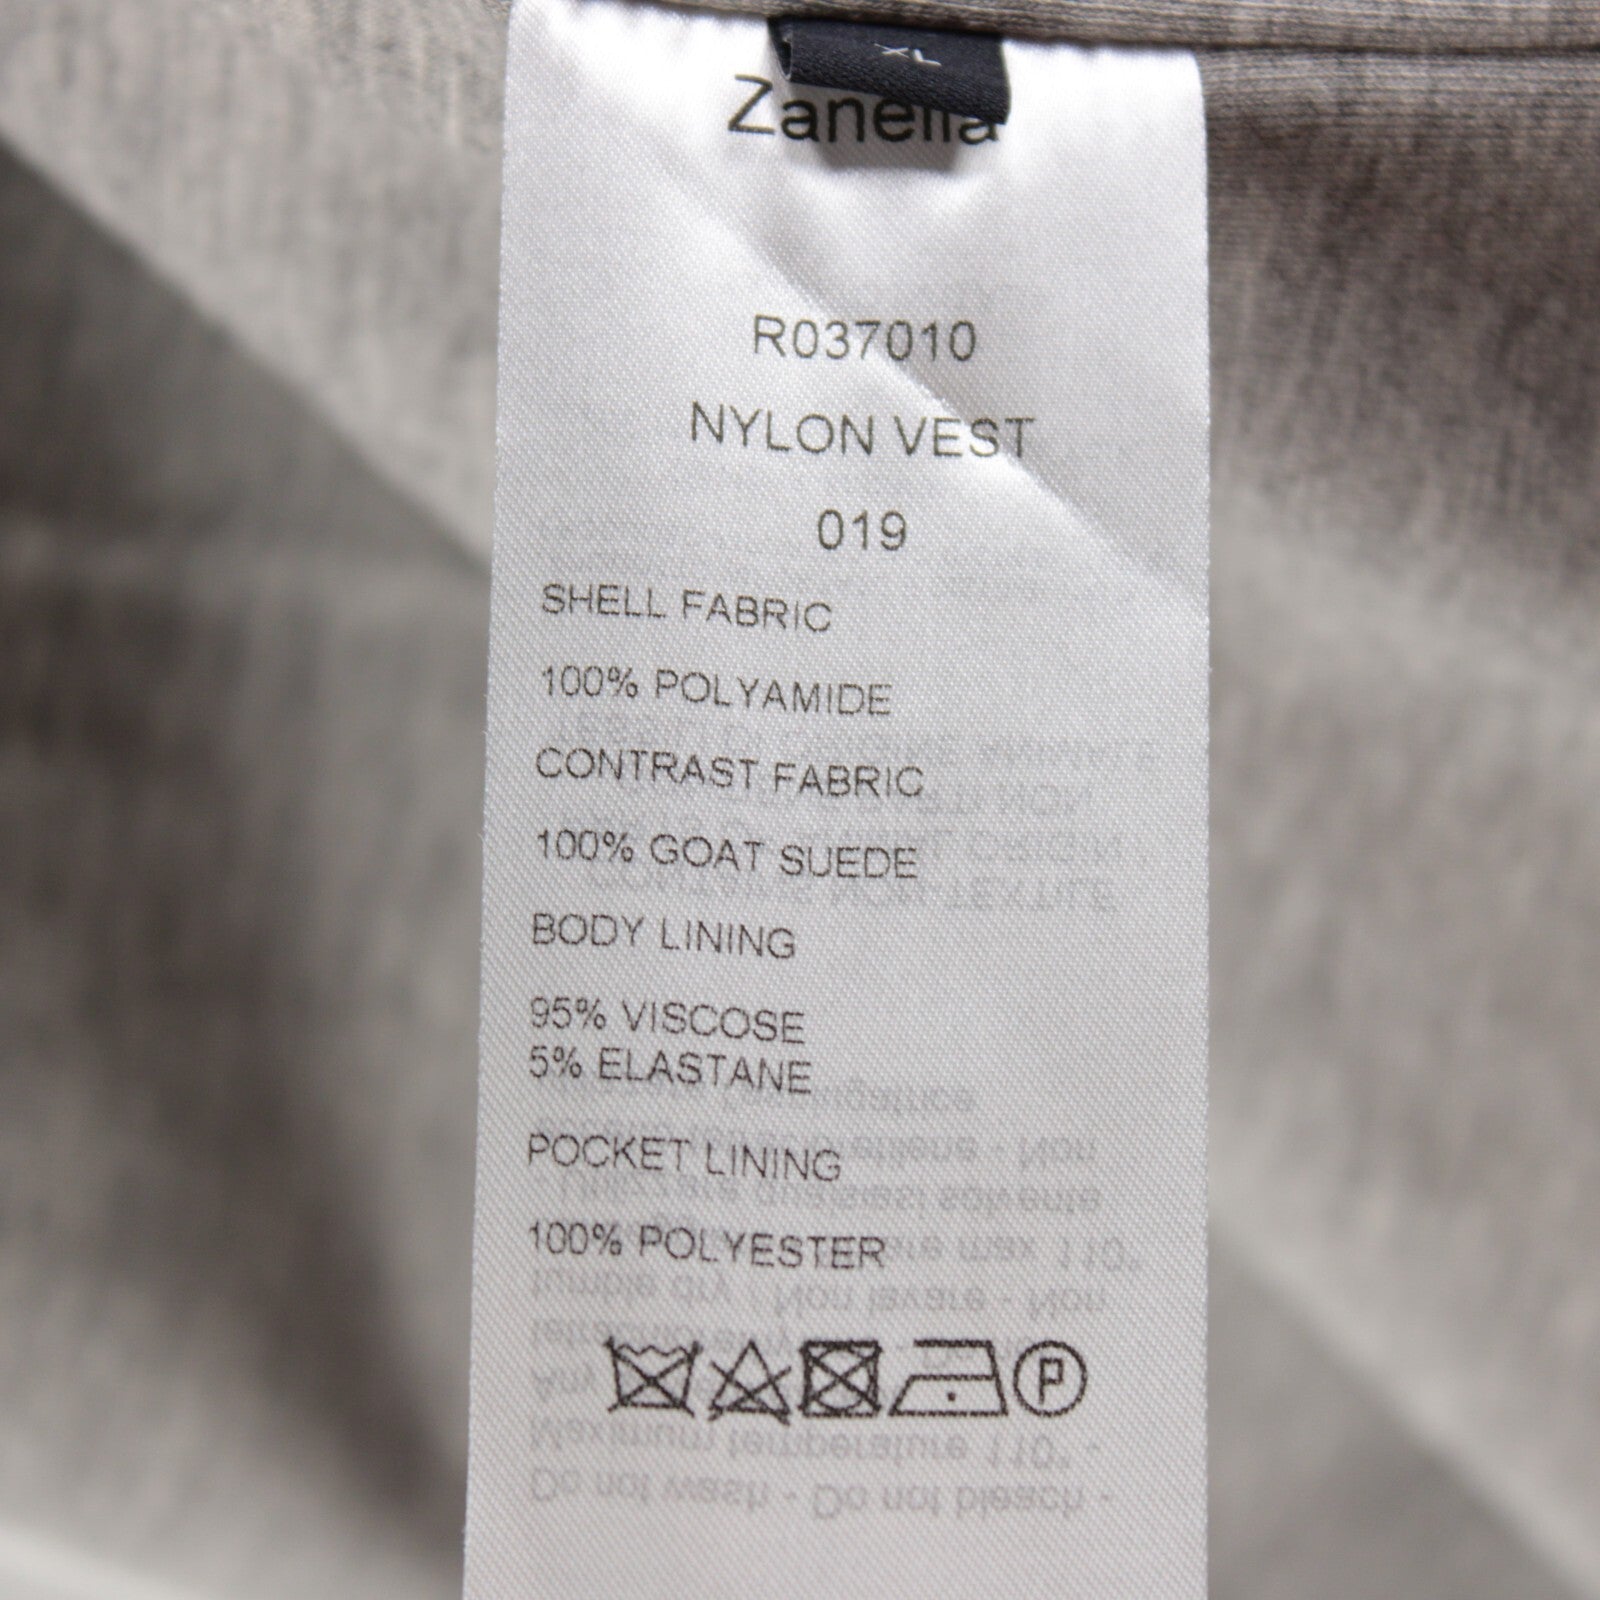 XL
Zanella
R037010
NYLON VEST
019
SHELL FABRIC
100% POLYAMIDE
CONTRAST FABRIC
100% GOAT SUEDE
BODY LINING
95% VISCOSE
5% ELASTANE
POCKET LINING
100% POLYESTER
P